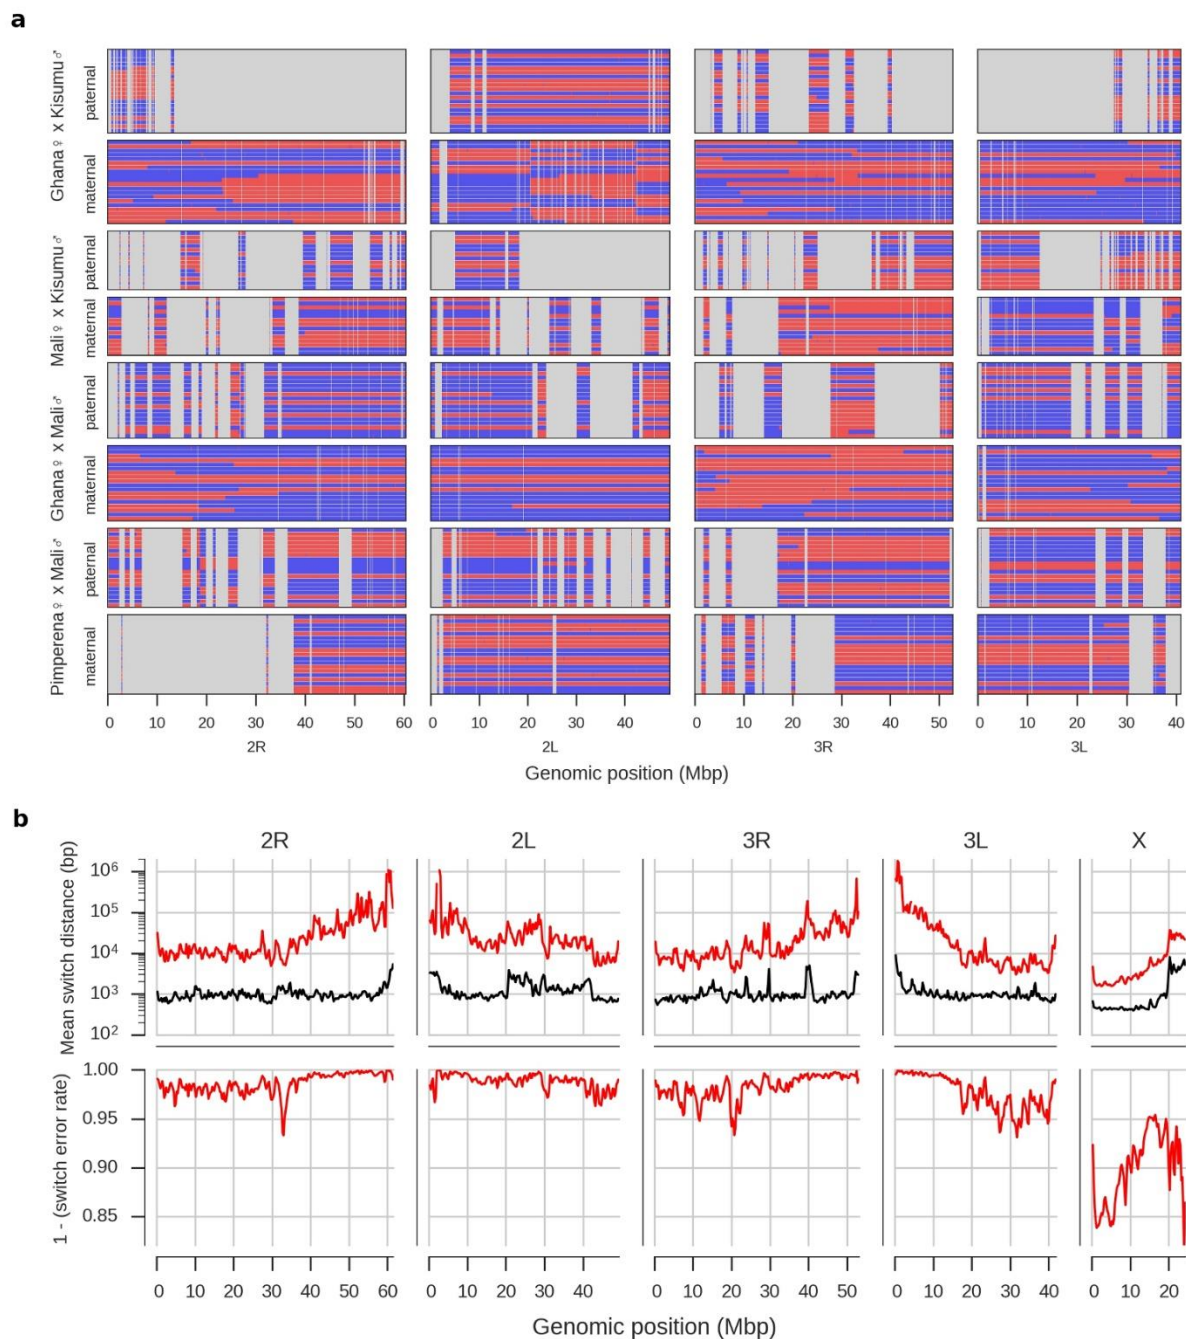 a
Ghana♀ x Kisumu♂
paternal
maternal
Mali♀ x Kisumu♂
paternal
maternal
Ghana♀ x Mali♂
paternal
maternal
Pimperena♀ x Mali♂
paternal
maternal
0 10 20 30 40 50 60 0 10 20 30 40 0 10 20 30 40 50 0 10 20 30 40
2R 2L 3R 3L
Genomic position (Mbp)
b
2R 2L 3R 3L X
Mean switch distance (bp)
10⁶
10⁵
10⁴
10³
10²
1 - (switch error rate)
1.00
0.95
0.90
0.85
0 10 20 30 40 50 60 0 10 20 30 40 0 10 20 30 40 50 0 10 20 30 40 0 10 20
Genomic position (Mbp)